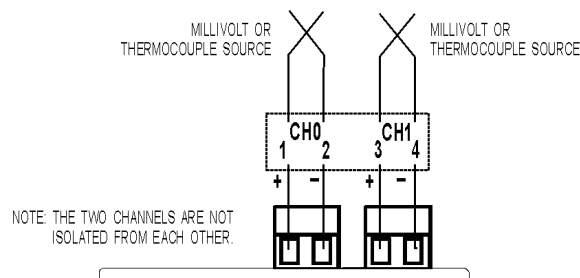 MILLIVOLT OR
THERMOCOUPLE SOURCE
MILLIVOLT OR
THERMOCOUPLE SOURCE
CH0
1 2
CH1
3 4
+ - + -
NOTE: THE TWO CHANNELS ARE NOT
ISOLATED FROM EACH OTHER.